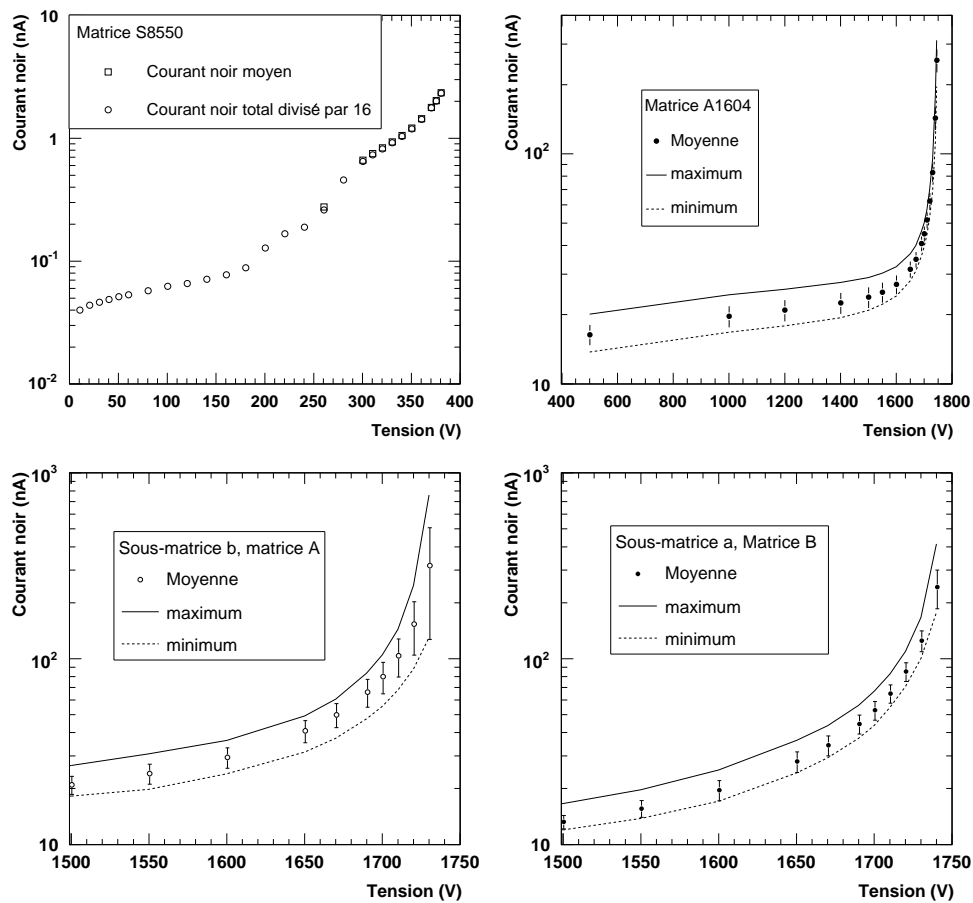 Courant noir (nA)
10
1
10⁻¹
10⁻²
Matrice S8550
Courant noir moyen
Courant noir total divisé par 16
0 50 100 150 200 250 300 350 400
Tension (V)
Courant noir (nA)
10²
10
Matrice A1604
Moyenne
maximum
minimum
400 600 800 1000 1200 1400 1600 1800
Tension (V)
Courant noir (nA)
10³
10²
10
Sous-matrice b, matrice A
Moyenne
maximum
minimum
1500 1550 1600 1650 1700 1750
Tension (V)
Courant noir (nA)
10³
10²
10
Sous-matrice a, Matrice B
Moyenne
maximum
minimum
1500 1550 1600 1650 1700 1750
Tension (V)